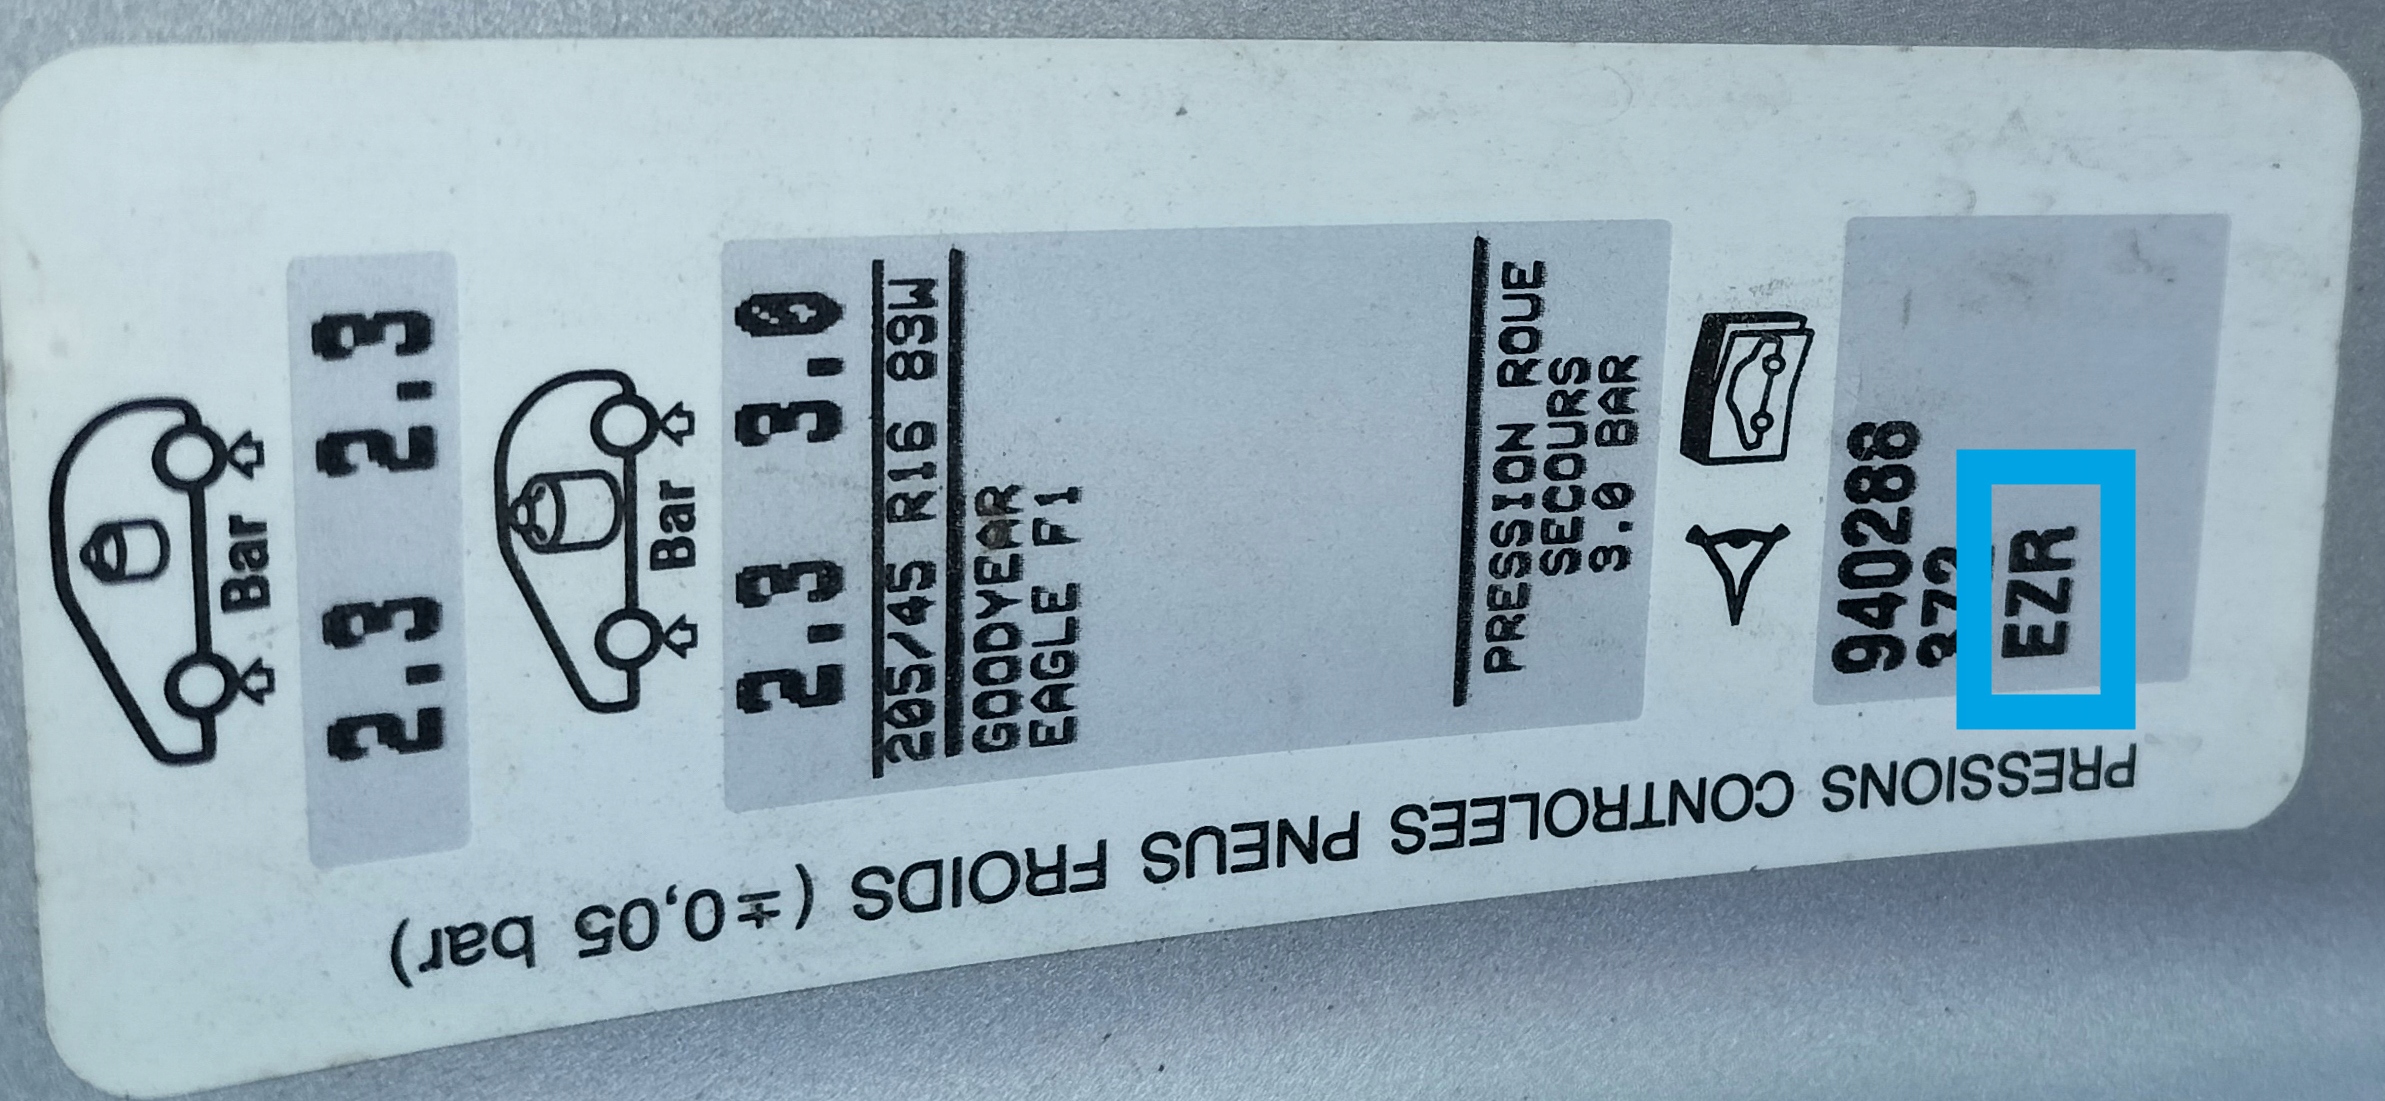 Bar
2.3 2.3
Bar
2.3 3.0
205/45 R16 83W
GOODYEAR
EAGLE F1
PRESSION ROUE
SECOURS
3.0 BAR
940288
EZR
PRESSIONS CONTROLEES PNEUS FROIDS (±0,05 bar)